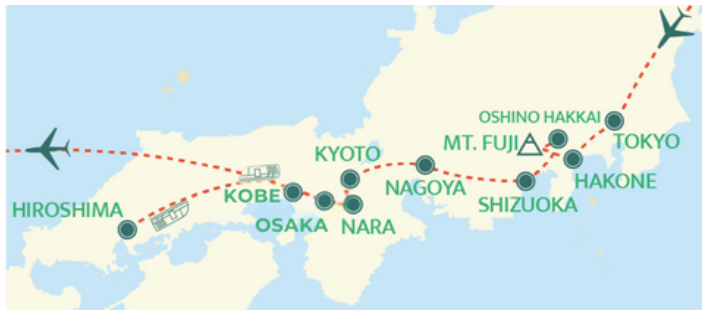 OSHINO HAKKAI
MT. FUJI
TOKYO
KYOTO
NAGOYA
HAKONE
KOBE
SHIZUOKA
HIROSHIMA
OSAKA
NARA